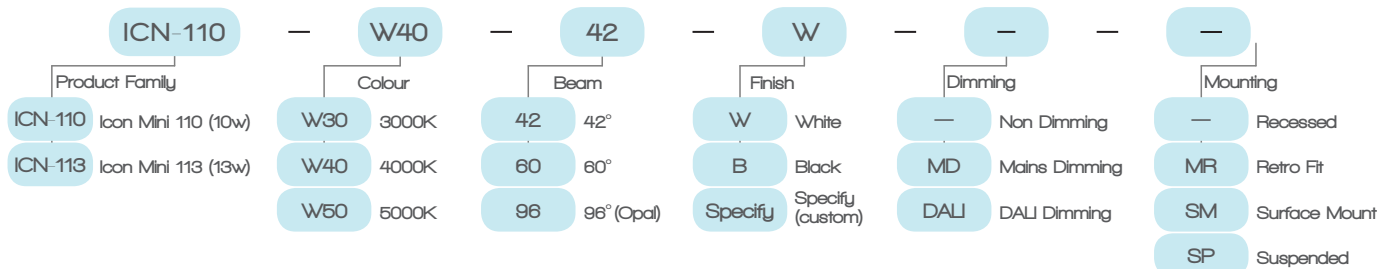 ICN-110 — W40 — 42 — W — – — —
Product Family Colour Beam Finish Dimming Mounting
ICN-110 Icon Mini 110 (10w) W30 3000K 42 42° W White — Non Dimming — Recessed
ICN-113 Icon Mini 113 (13w) W40 4000K 60 60° B Black MD Mains Dimming MR Retro Fit
W50 5000K 96 96° (Opal) Specify Specify (custom) DALI DALI Dimming SM Surface Mount
SP Suspended